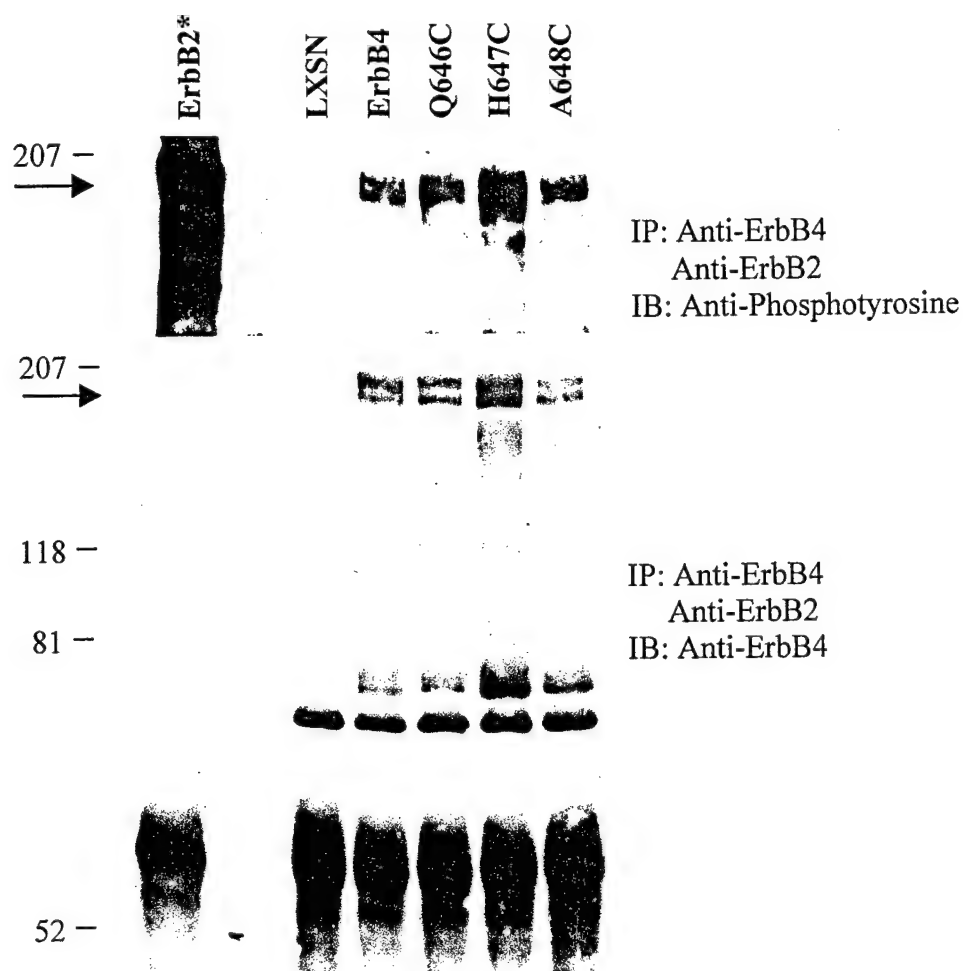 ErbB2*
LXSN
ErbB4
Q646C
H647C
A648C
207
IP: Anti-ErbB4
Anti-ErbB2
IB: Anti-Phosphotyrosine
207
118
IP: Anti-ErbB4
Anti-ErbB2
81
IB: Anti-ErbB4
52